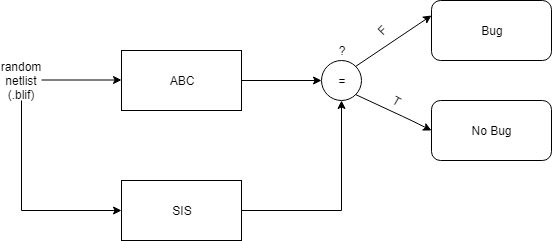 random
netlist
(.blif)
ABC
SIS
?
=
F
T
Bug
No Bug